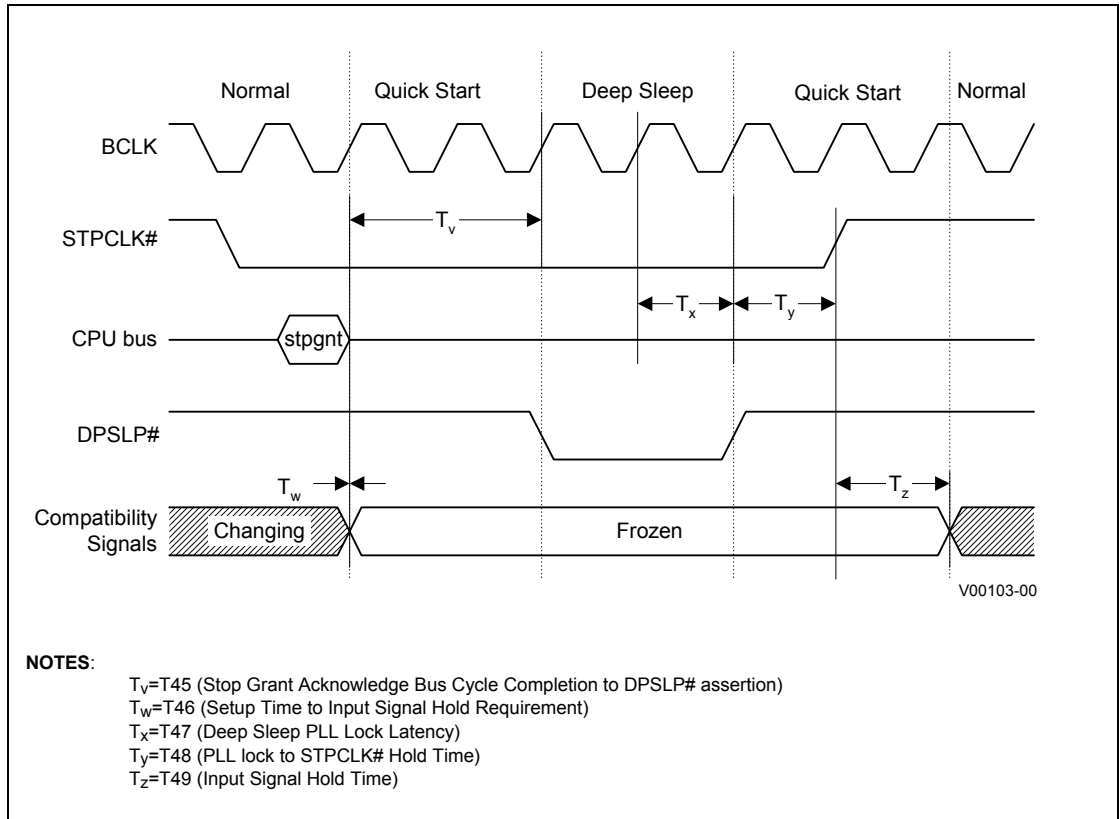 Normal Quick Start Deep Sleep Quick Start Normal
BCLK
Tv
STPCLK#
Tx Ty
CPU bus stpgnt
DPSLP#
Tw Tz
Compatibility
Signals
Changing Frozen
V00103-00
NOTES:
Tv=T45 (Stop Grant Acknowledge Bus Cycle Completion to DPSLP# assertion)
Tw=T46 (Setup Time to Input Signal Hold Requirement)
Tx=T47 (Deep Sleep PLL Lock Latency)
Ty=T48 (PLL lock to STPCLK# Hold Time)
Tz=T49 (Input Signal Hold Time)